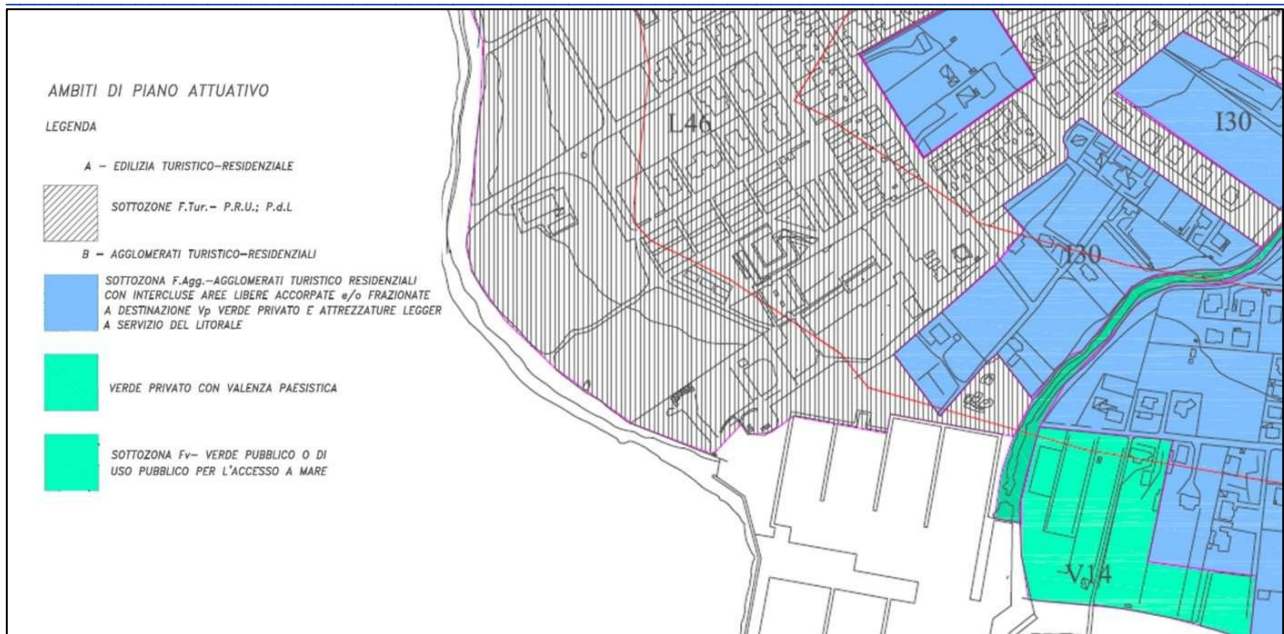 AMBITI DI PIANO ATTUATIVO
LEGENDA
A - EDILIZIA TURISTICO-RESIDENZIALE
SOTTOZONE F.Tur.- P.R.U.; P.d.L
B - AGGLOMERATI TURISTICO-RESIDENZIALI
SOTTOZONA F.Agg.-AGGLOMERATI TURISTICO RESIDENZIALI
CON INTERCLUSE AREE LIBERE ACCORPATE e/o FRAZIONATE
A DESTINAZIONE Vp VERDE PRIVATO E ATTREZZATURE LEGGER
A SERVIZIO DEL LITORALE
VERDE PRIVATO CON VALENZA PAESISTICA
SOTTOZONA Fv- VERDE PUBBLICO O DI
USO PUBBLICO PER L'ACCESSO A MARE
L46
I30
I30
V14